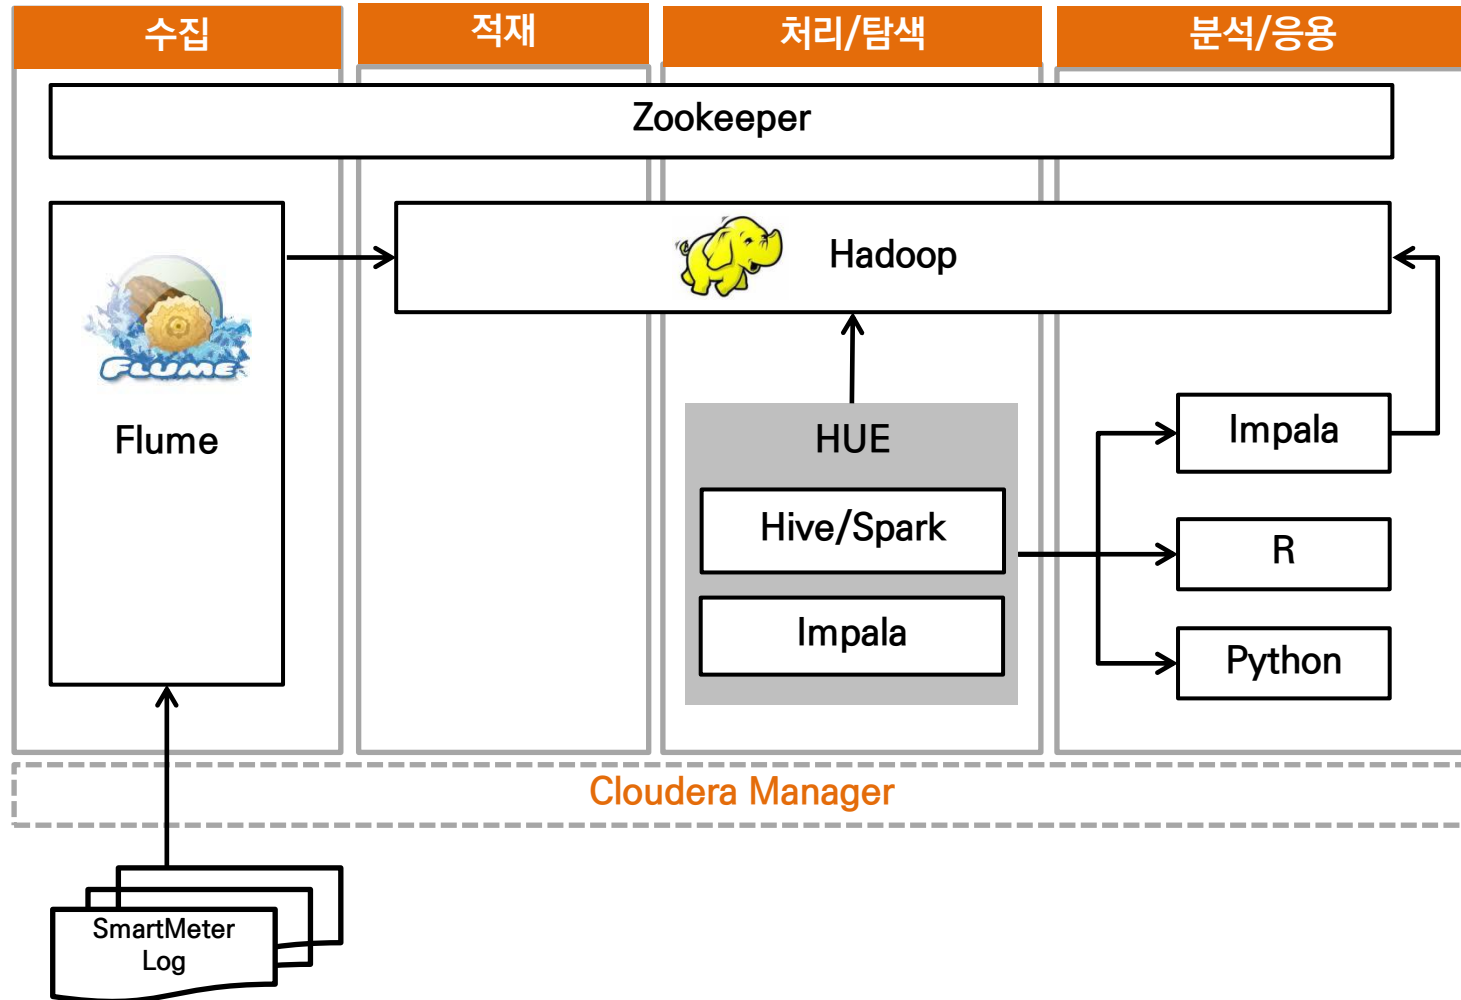 수집
적재
처리/탐색
분석/응용
Zookeeper
Hadoop
FLUME
Flume
HUE
Hive/Spark
Impala
Impala
R
Python
Cloudera Manager
SmartMeter
Log